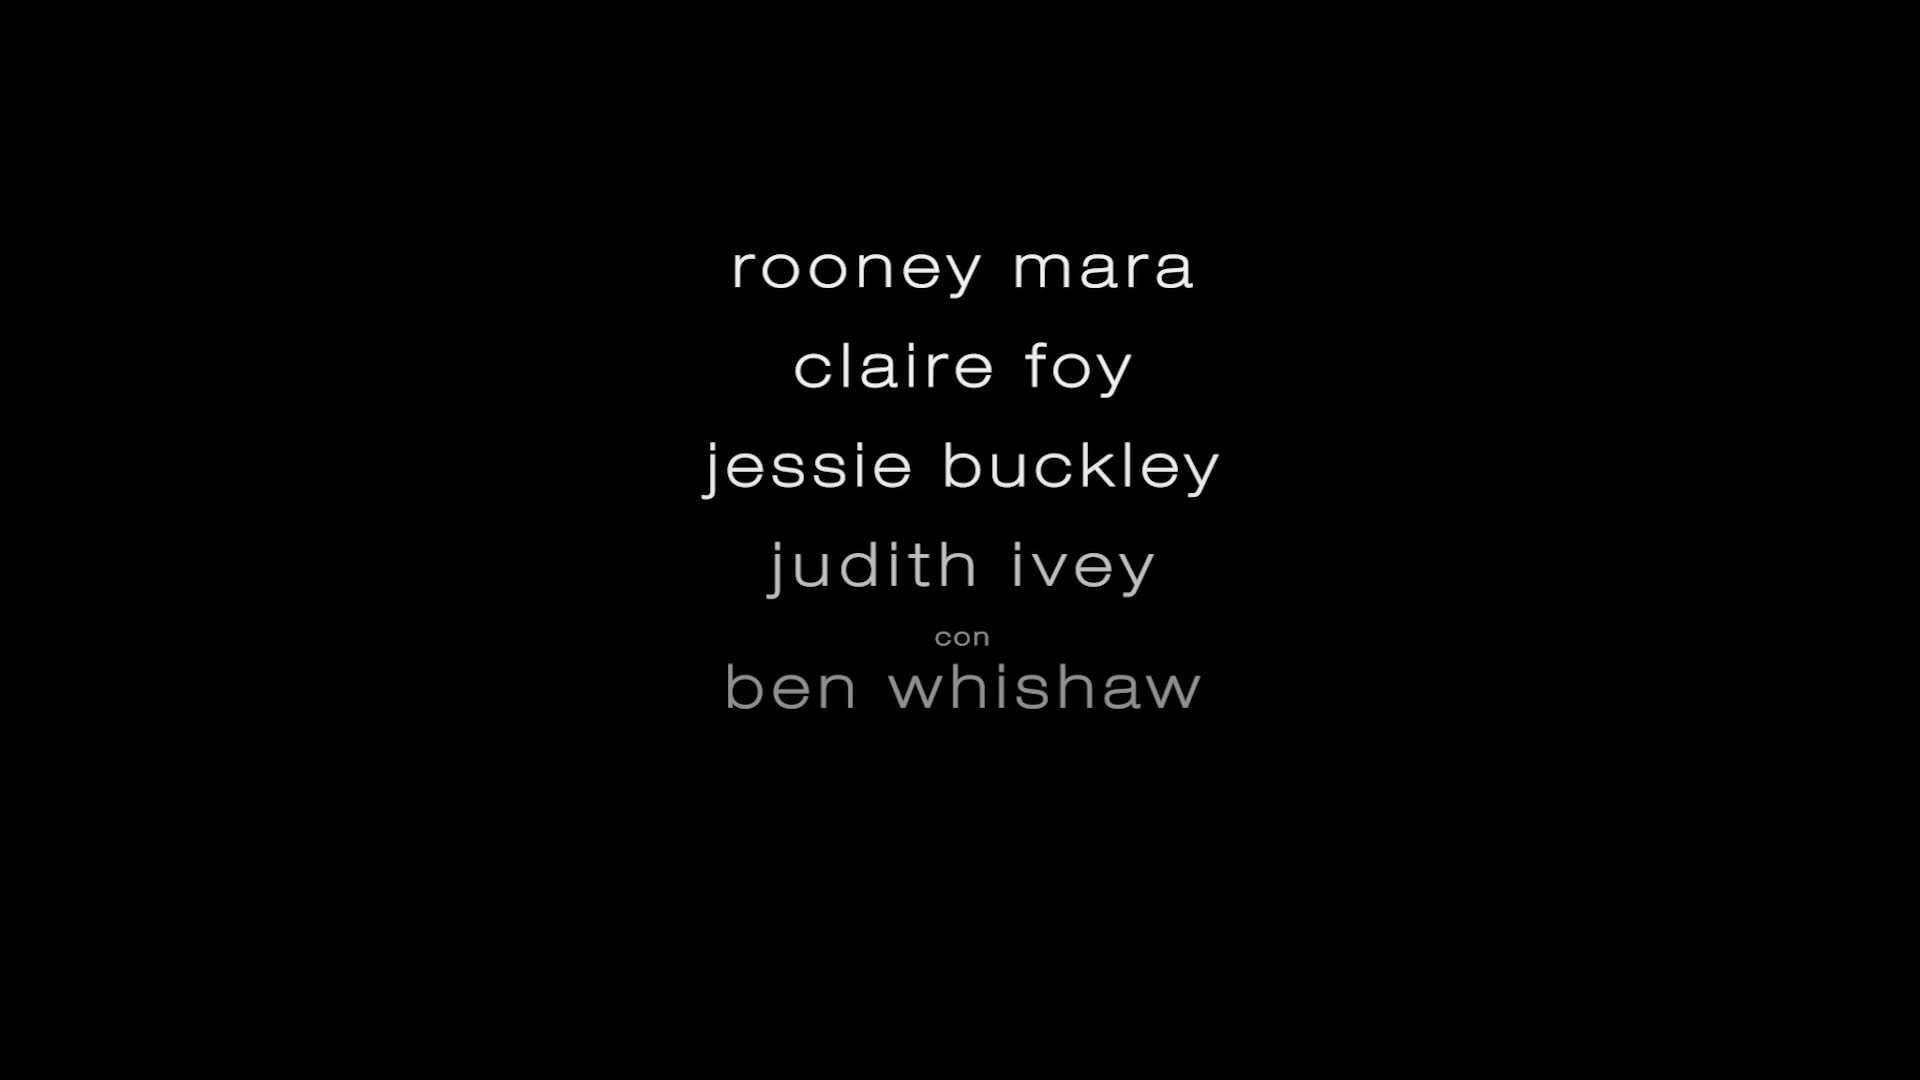 rooney mara
claire foy
jessie buckley
judith ivey
con
ben whishaw